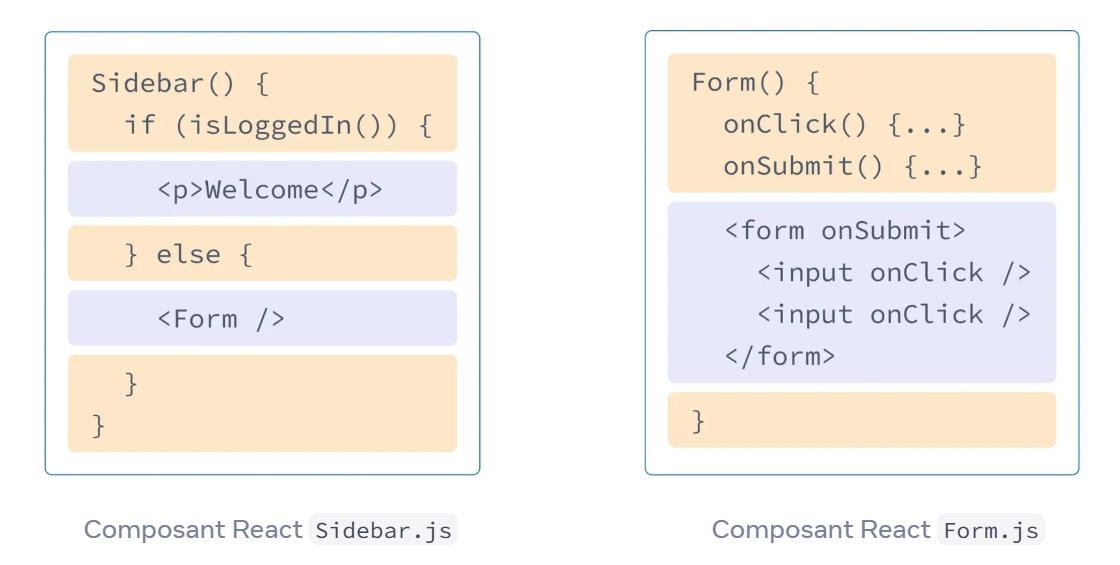 Sidebar() {
if (isLoggedIn()) {
<p>Welcome</p>
} else {
<Form />
}
}
Composant React Sidebar.js
Form() {
onClick() {...}
onSubmit() {...}
<form onSubmit>
<input onClick />
<input onClick />
</form>
}
Composant React Form.js